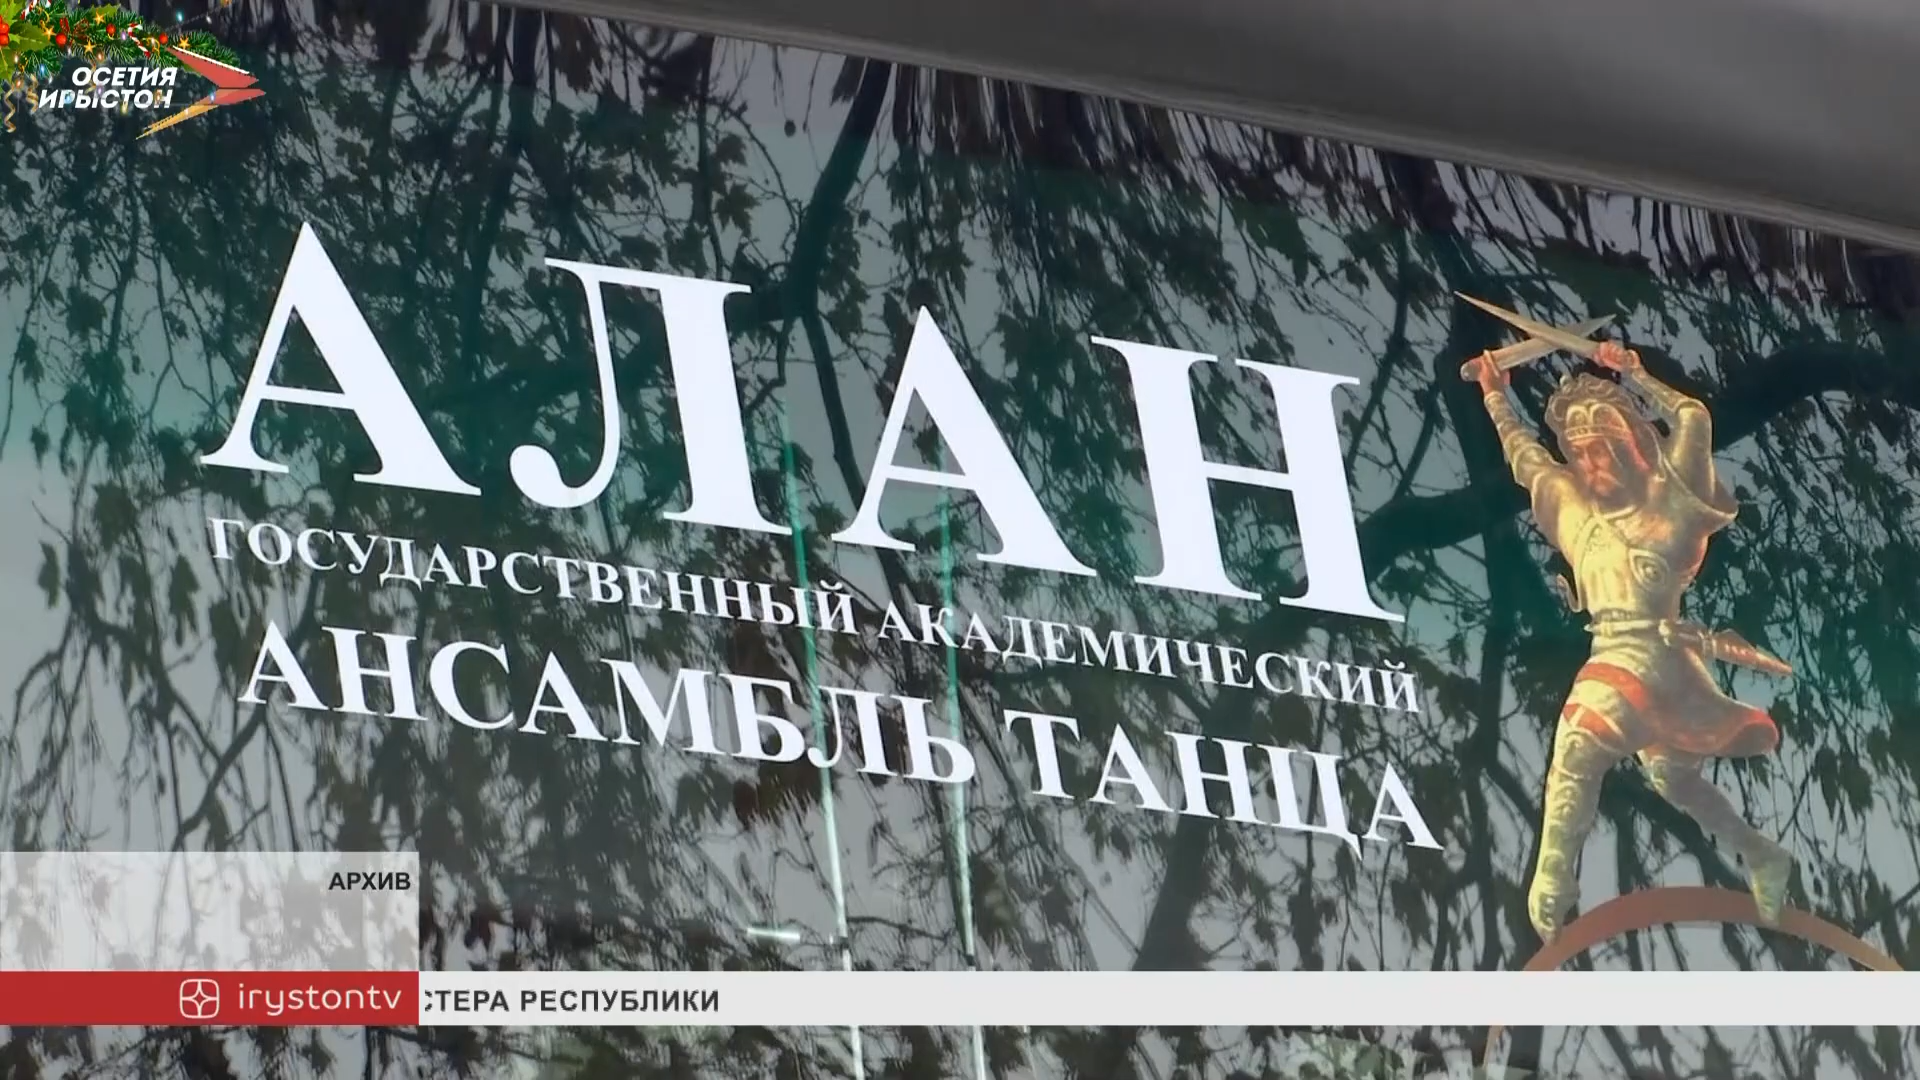 ОСЕТИЯ
ИРЫСТОН
АЛАН
ГОСУДАРСТВЕННЫЙ АКАДЕМИЧЕСКИЙ
АНСАМБЛЬ ТАНЦА
АРХИВ
irystontv
СТЕРА РЕСПУБЛИКИ